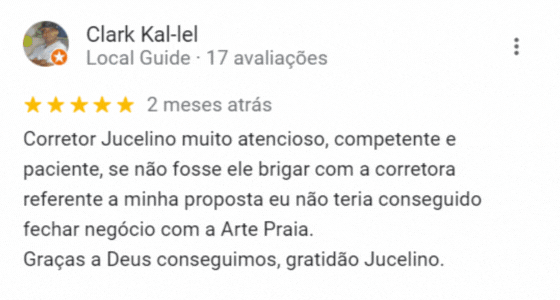 Clark Kal-lel
Local Guide · 17 avaliações
2 meses atrás
Corretor Jucelino muito atencioso, competente e
paciente, se não fosse ele brigar com a corretora
referente a minha proposta eu não teria conseguido
fechar negócio com a Arte Praia.
Graças a Deus conseguimos, gratidão Jucelino.